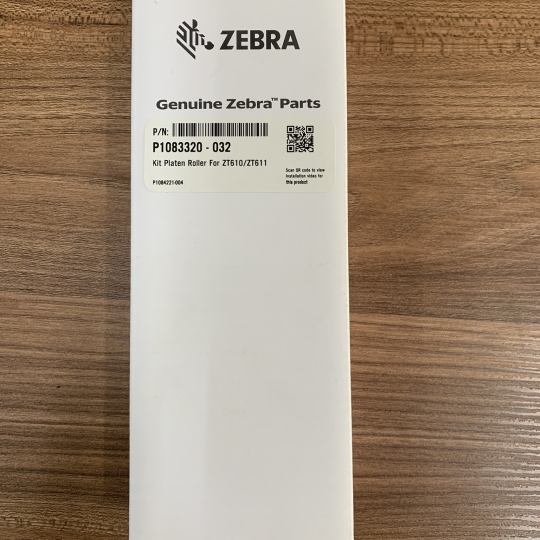 ZEBRA
Genuine Zebra™ Parts
P/N:
P1083320 - 032
Kit Platen Roller For ZT610/ZT611
Scan QR code to view
installation video for
this product
P1084221-004